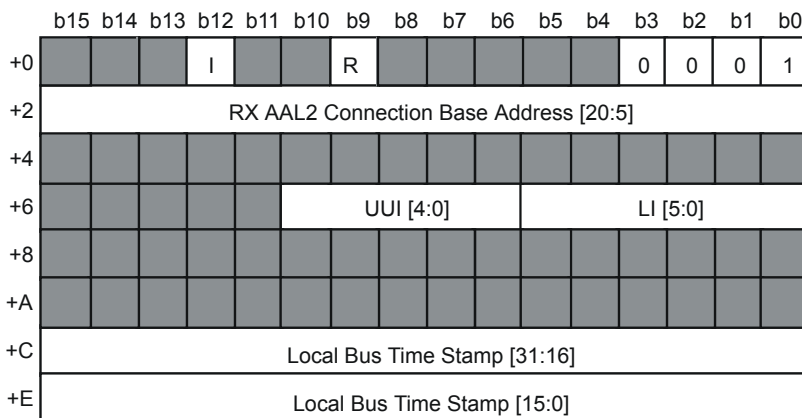 b15 b14 b13 b12 b11 b10 b9 b8 b7 b6 b5 b4 b3 b2 b1 b0
+0 I R 0 0 0 1
+2 RX AAL2 Connection Base Address [20:5]
+4
+6 UUI [4:0] LI [5:0]
+8
+A
+C Local Bus Time Stamp [31:16]
+E Local Bus Time Stamp [15:0]